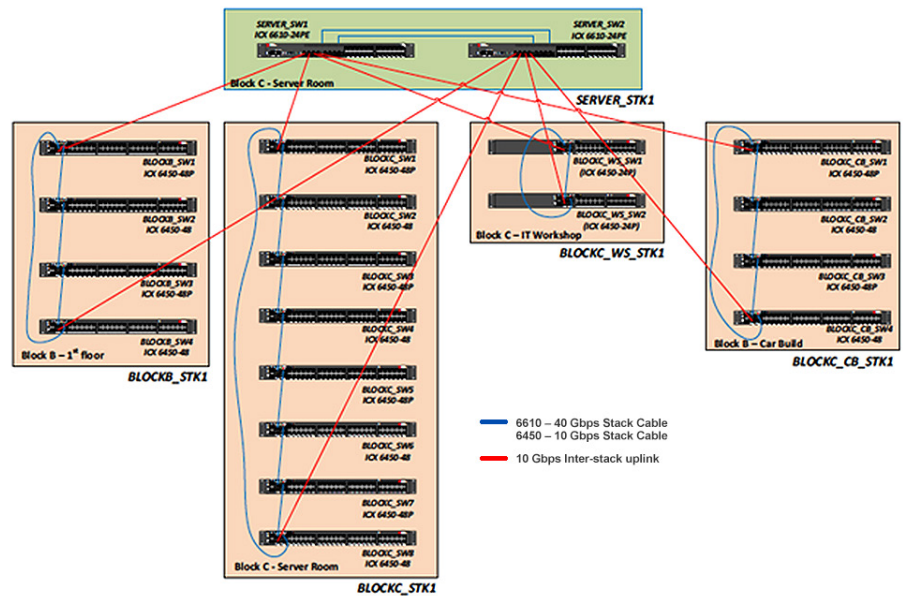 SERVER_SW1
ICX 6610-24PE
SERVER_SW2
ICX 6610-24PE
Block C - Server Room
SERVER_STK1
BLOCKB_SW1
ICX 6450-48P
BLOCKB_SW2
ICX 6450-48
BLOCKB_SW3
ICX 6450-48P
BLOCKB_SW4
ICX 6450-48
Block B – 1st floor
BLOCKB_STK1
BLOCKC_SW1
ICX 6450-48P
BLOCKC_SW2
ICX 6450-48
BLOCKC_SW3
ICX 6450-48P
BLOCKC_SW4
ICX 6450-48
BLOCKC_SW5
ICX 6450-48P
BLOCKC_SW6
ICX 6450-48
BLOCKC_SW7
ICX 6450-48P
BLOCKC_SW8
ICX 6450-48
Block C - Server Room
BLOCKC_STK1
BLOCKC_WS_SW1
(ICX 6450-24P)
BLOCKC_WS_SW2
(ICX 6450-24P)
Block C – IT Workshop
BLOCKC_WS_STK1
BLOCKC_CB_SW1
ICX 6450-48P
BLOCKC_CB_SW2
ICX 6450-48
BLOCKC_CB_SW3
ICX 6450-48P
BLOCKC_CB_SW4
ICX 6450-48
Block B – Car Build
BLOCKC_CB_STK1
6610 – 40 Gbps Stack Cable
6450 – 10 Gbps Stack Cable
10 Gbps Inter-stack uplink